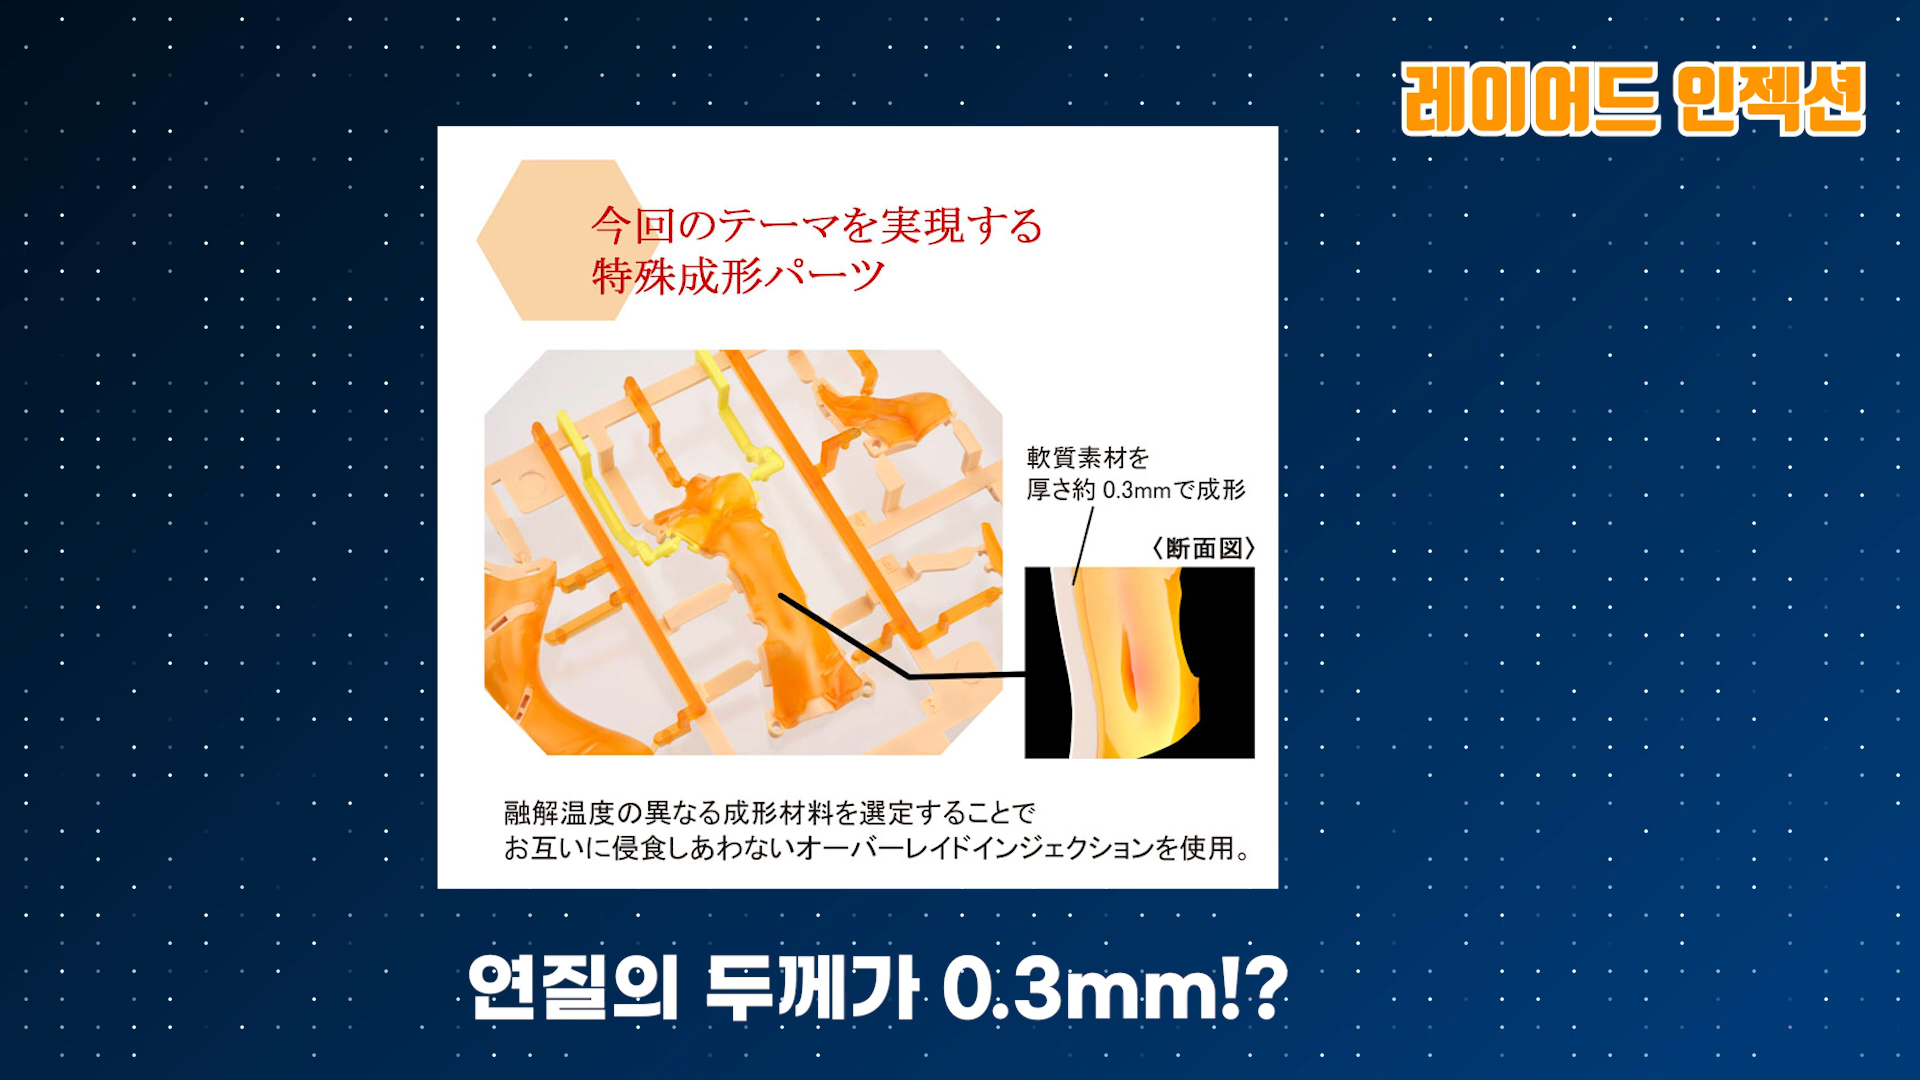 레이어드 인젝션
今回のテーマを実現する
特殊成形パーツ
軟質素材を
厚さ約0.3mmで成形
〈断面図〉
融解温度の異なる成形材料を選定することで
お互いに侵食しあわないオーバーレイドインジェクションを使用。
연질의 두께가 0.3mm!?